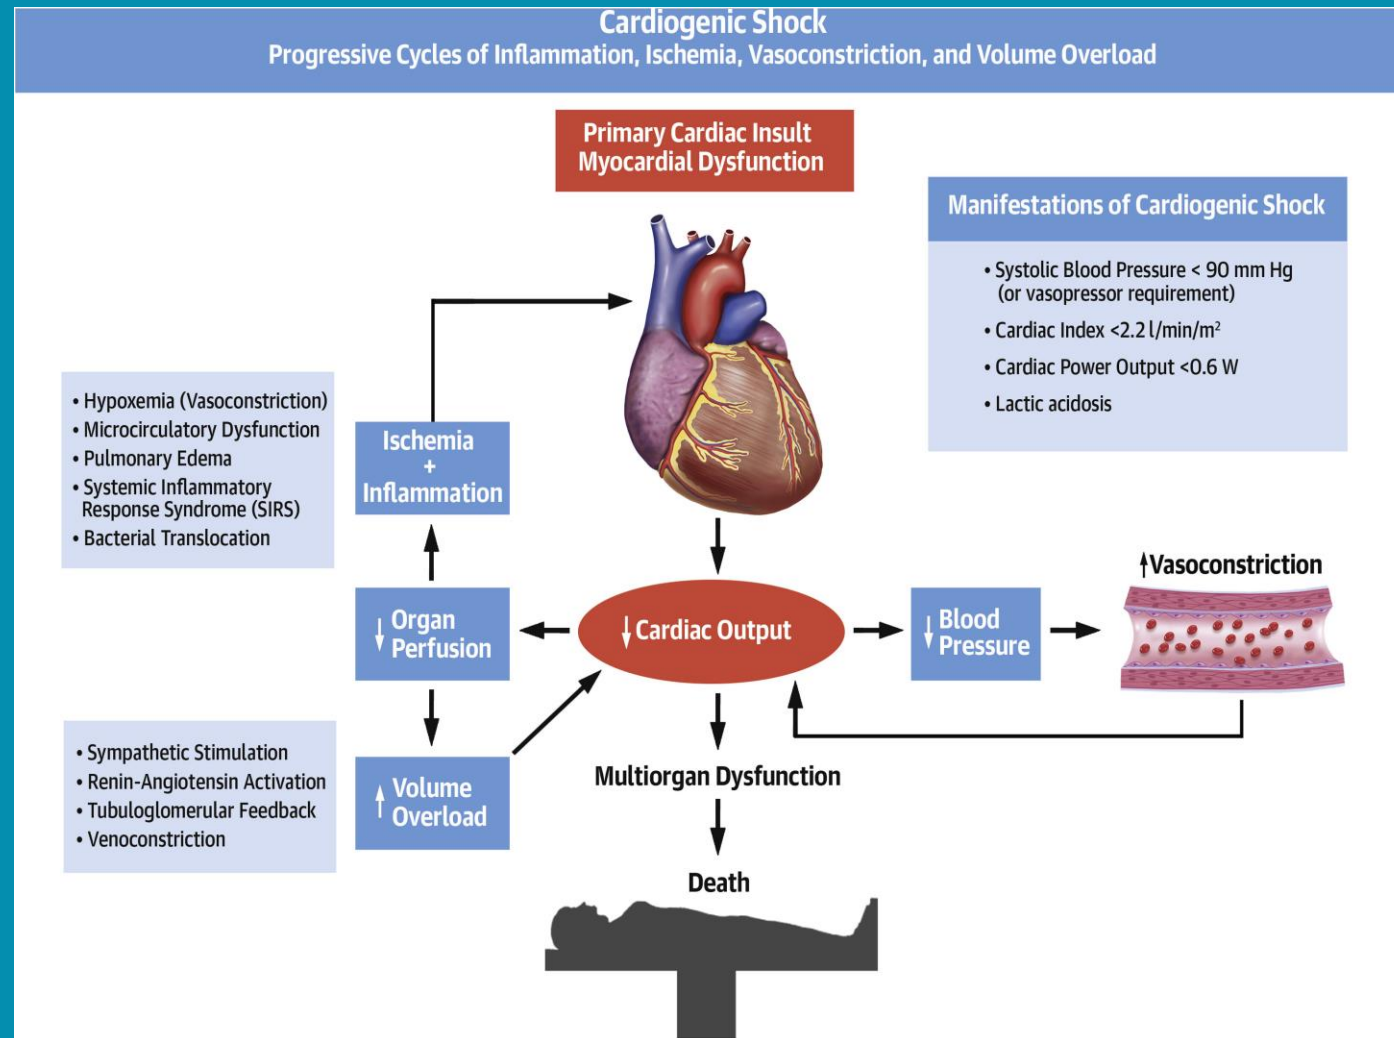 Cardiogenic Shock
Progressive Cycles of Inflammation, Ischemia, Vasoconstriction, and Volume Overload
Primary Cardiac Insult
Myocardial Dysfunction
Manifestations of Cardiogenic Shock
• Systolic Blood Pressure < 90 mm Hg
(or vasopressor requirement)
• Cardiac Index <2.2 l/min/m²
• Cardiac Power Output <0.6 W
• Lactic acidosis
• Hypoxemia (Vasoconstriction)
• Microcirculatory Dysfunction
• Pulmonary Edema
• Systemic Inflammatory
Response Syndrome (SIRS)
• Bacterial Translocation
Ischemia
+
Inflammation
↓ Organ
Perfusion
↓ Cardiac Output
↓ Blood
Pressure
↑Vasoconstriction
• Sympathetic Stimulation
• Renin-Angiotensin Activation
• Tubuloglomerular Feedback
• Venoconstriction
↑ Volume
Overload
Multiorgan Dysfunction
Death